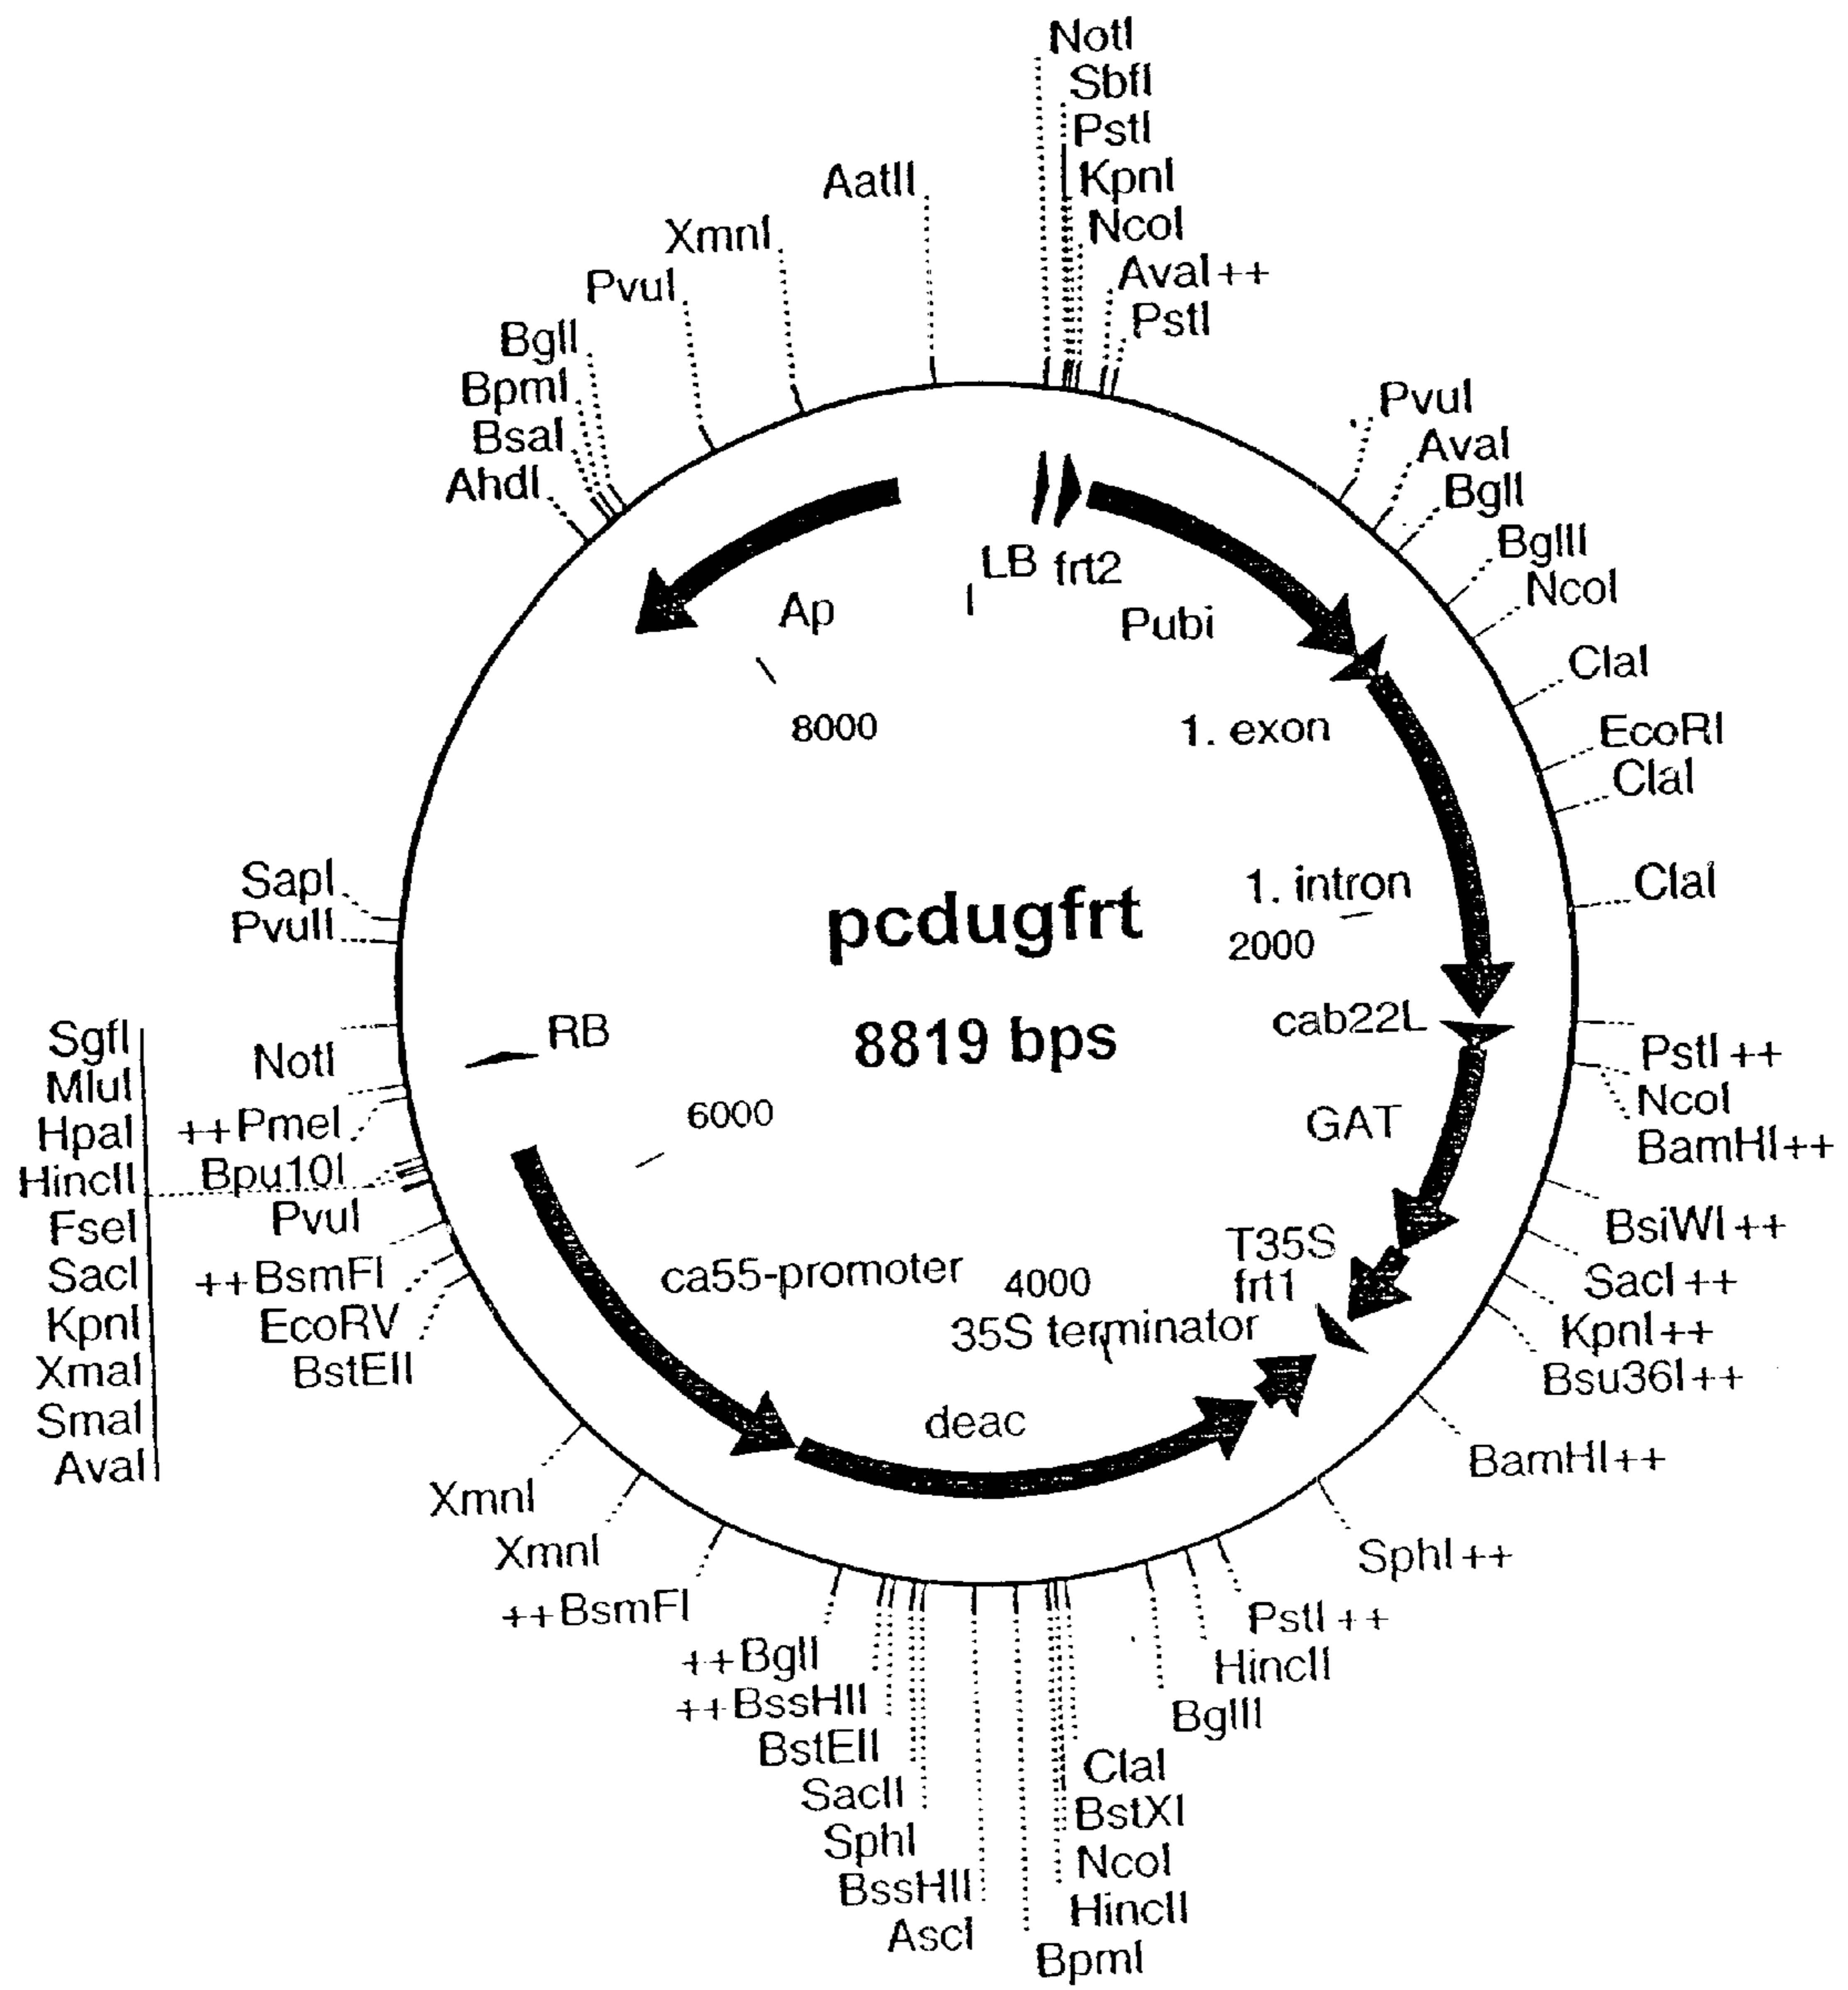 NotI
SbfI
PstI
KpnI
NcoI
AvaI++
PstI
AatII
XmnI
PvuI
BglI
BpmI
BsaI
AhdI
PvuI
AvaI
BglI
BglII
NcoI
ClaI
EcoRI
ClaI
ClaI
LB frt2
Ap
Pubi
8000
1. exon
1. intron
2000
pcdugfrt
8819 bps
cab22L
GAT
T35S
frt1
SapI
PvuII
RB
6000
ca55-promoter
4000
35S terminator
deac
PstI++
NcoI
BamHI++
BsiWI++
SacI++
KpnI++
Bsu36I++
BamHI++
SphI++
PstI++
HincII
BglII
ClaI
BstXI
NcoI
HincII
BpmI
AscI
BssHII
SphI
SacII
BstEII
++BssHII
++BglI
++BsmFI
XmnI
XmnI
BstEII
EcoRV
++BsmFI
PvuI
Bpu10I
++PmeI
NotI
SgfI
MluI
HpaI
HincII
FseI
SacI
KpnI
XmaI
SmaI
AvaI